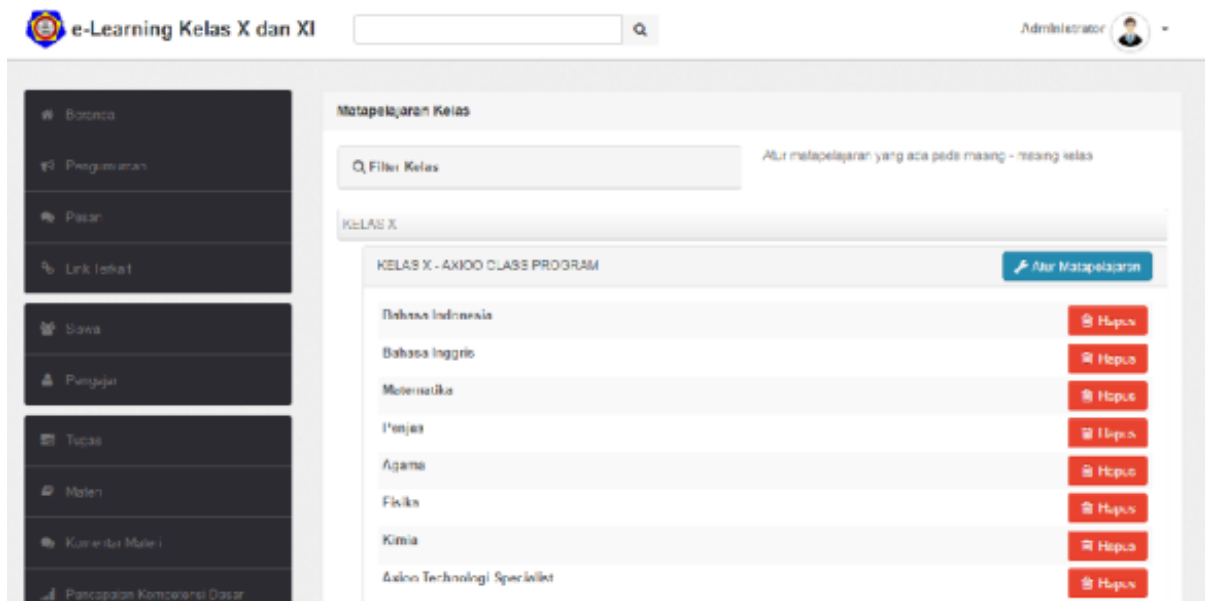 e-Learning Kelas X dan XI
Administrator
Beranda
Pengumuman
Pesan
Link Terkait
Siswa
Pengajar
Tugas
Materi
Komentar Materi
Pencapaian Kompetensi Dasar
Matapelajaran Kelas
Filter Kelas
Atur matapelajaran yang ada pada masing - masing kelas
KELAS X
KELAS X - AXIOO CLASS PROGRAM
Atur Matapelajaran
Bahasa Indonesia
Hapus
Bahasa Inggris
Hapus
Matematika
Hapus
Penjas
Hapus
Agama
Hapus
Fisika
Hapus
Kimia
Hapus
Axioo Technologi Specialist
Hapus